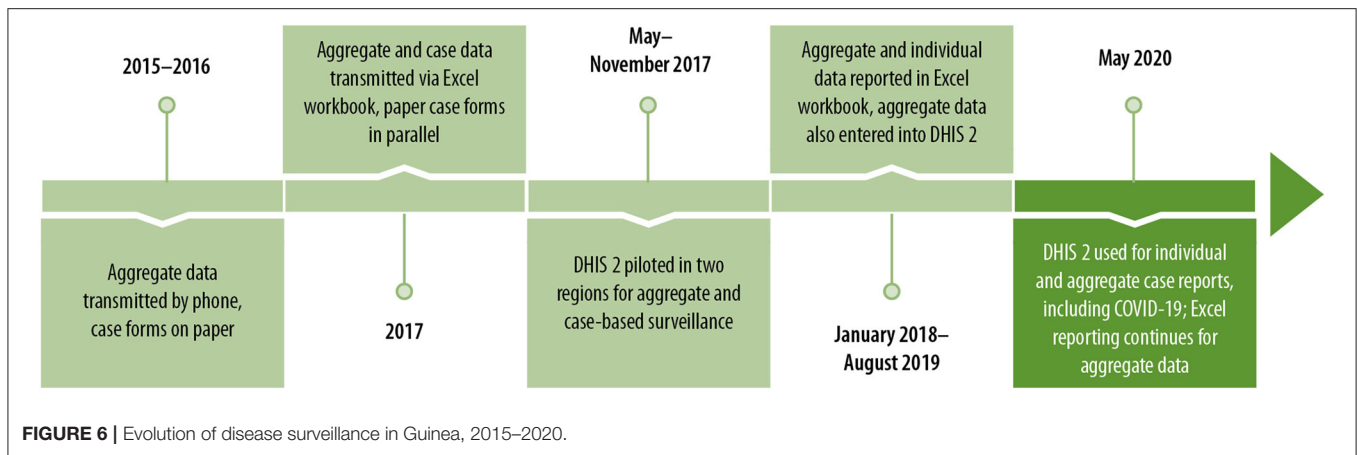 2015–2016
Aggregate data
transmitted by phone,
case forms on paper
Aggregate and case data
transmitted via Excel
workbook, paper case forms
in parallel
2017
May–
November 2017
DHIS 2 piloted in two
regions for aggregate and
case-based surveillance
Aggregate and individual
data reported in Excel
workbook, aggregate data
also entered into DHIS 2
January 2018–
August 2019
May 2020
DHIS 2 used for individual
and aggregate case reports,
including COVID-19; Excel
reporting continues for
aggregate data
FIGURE 6 | Evolution of disease surveillance in Guinea, 2015–2020.